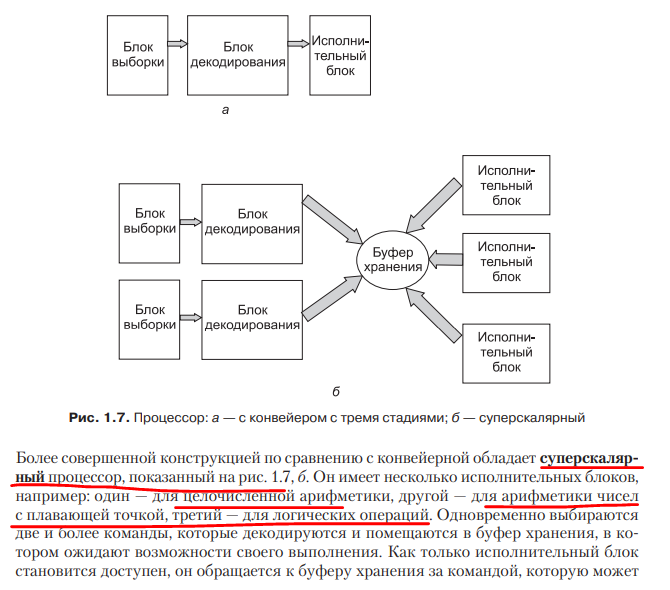 Блок
выборки
Блок
декодирования
Исполни-
тельный
блок
а
Блок
выборки
Блок
декодирования
Блок
выборки
Блок
декодирования
Буфер
хранения
Исполни-
тельный
блок
Исполни-
тельный
блок
Исполни-
тельный
блок
б
Рис. 1.7. Процессор: а — с конвейером с тремя стадиями; б — суперскалярный
Более совершенной конструкцией по сравнению с конвейерной обладает суперскаляр-
ный процессор, показанный на рис. 1.7, б. Он имеет несколько исполнительных блоков,
например: один — для целочисленной арифметики, другой — для арифметики чисел
с плавающей точкой, третий — для логических операций. Одновременно выбираются
две и более команды, которые декодируются и помещаются в буфер хранения, в ко-
тором ожидают возможности своего выполнения. Как только исполнительный блок
становится доступен, он обращается к буферу хранения за командой, которую может